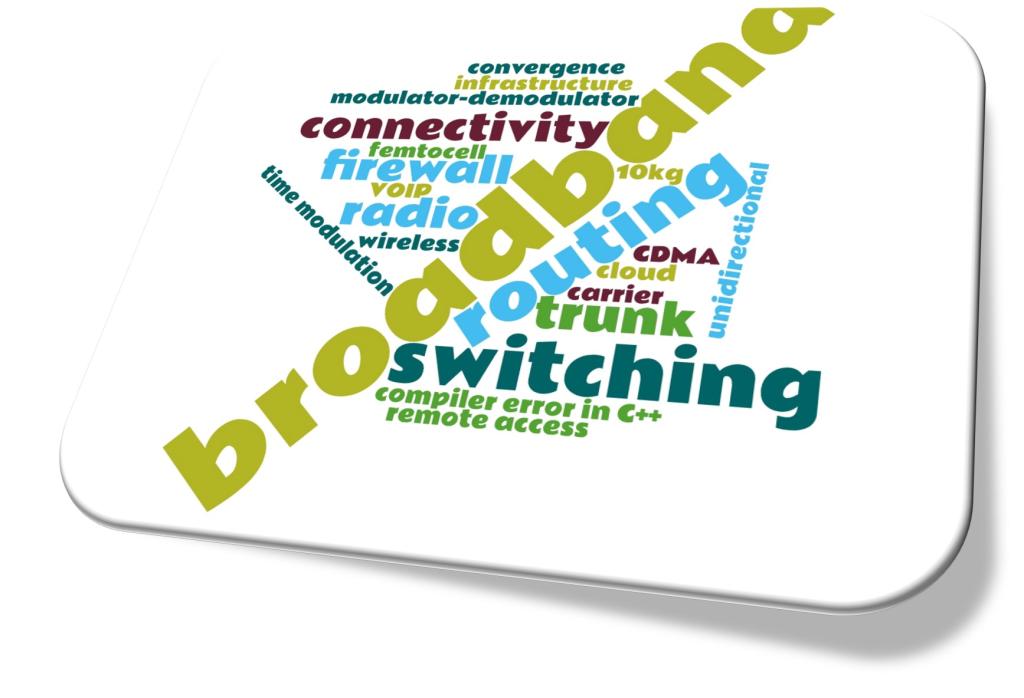 convergence
infrastructure
modulator-demodulator
connectivity
femtocell
firewall
VOIP
radio
wireless
time modulation
broadband
10kg
routing
unidirectional
CDMA
cloud
carrier
trunk
switching
compiler error in C++
remote access